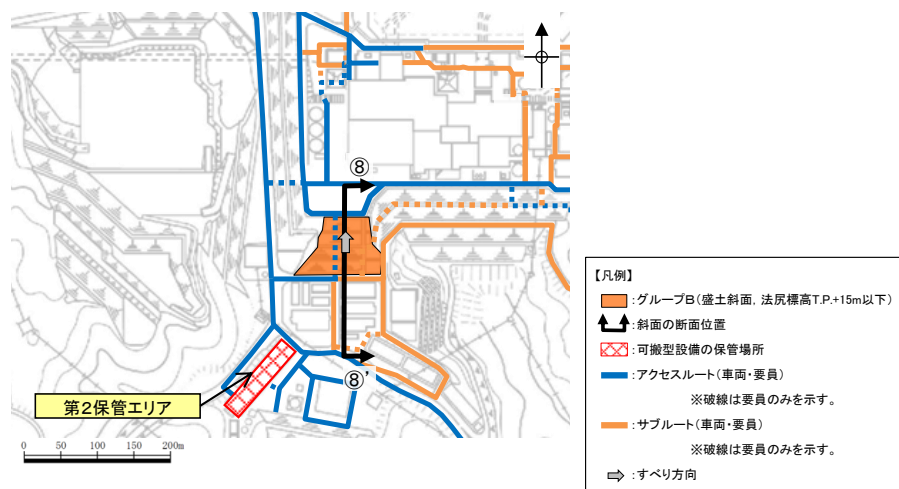 ⑧
⑧’
第2保管エリア
0 50 100 150 200m
【凡例】
:グループB(盛土斜面，法尻標高T.P.+15m以下)
:斜面の断面位置
:可搬型設備の保管場所
:アクセスルート(車両・要員)
※破線は要員のみを示す。
:サブルート(車両・要員)
※破線は要員のみを示す。
:すべり方向